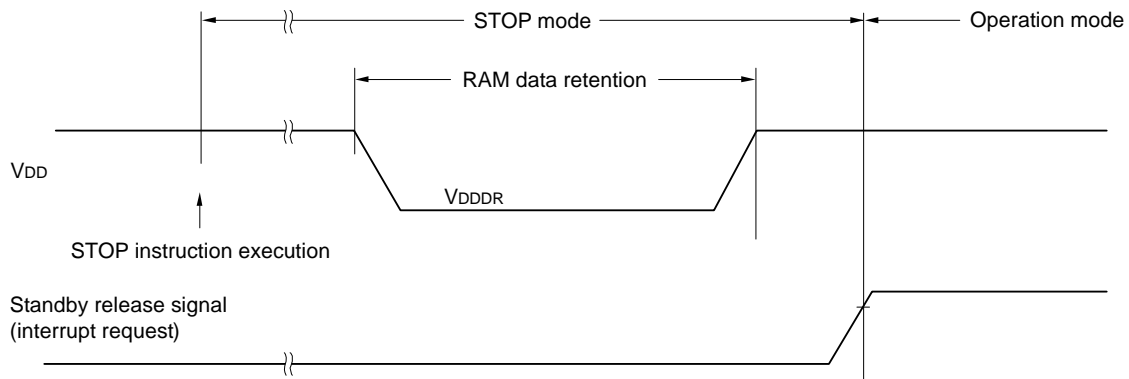 STOP mode
Operation mode
RAM data retention
VDD
VDDDR
STOP instruction execution
Standby release signal
(interrupt request)